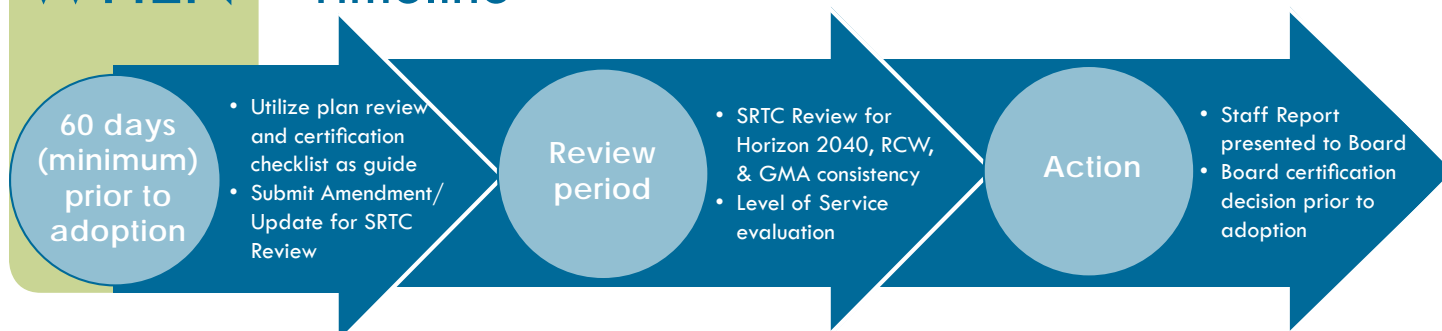 WHEN Timeline
60 days
(minimum)
prior to
adoption
• Utilize plan review
and certification
checklist as guide
• Submit Amendment/
Update for SRTC
Review
Review
period
• SRTC Review for
Horizon 2040, RCW,
& GMA consistency
• Level of Service
evaluation
Action
• Staff Report
presented to Board
• Board certification
decision prior to
adoption